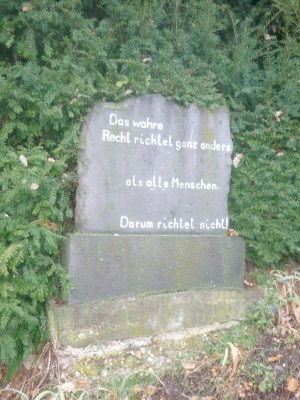 Das wahre
Recht richtet ganz anders
als alle Menschen.
Darum richtet nicht!